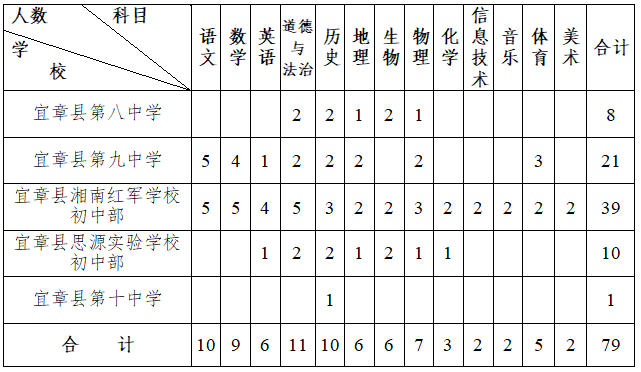 人数 科目
学
校
语文 数学 英语 道德与法治 历史 地理 生物 物理 化学 信息技术 音乐 体育 美术 合计
宜章县第八中学 2 2 1 2 1 8
宜章县第九中学 5 4 1 2 2 2 2 3 21
宜章县湘南红军学校
初中部 5 5 4 5 3 2 2 3 2 2 2 2 2 39
宜章县思源实验学校
初中部 1 2 2 1 2 1 1 10
宜章县第十中学 1 1
合 计 10 9 6 11 10 6 6 7 3 2 2 5 2 79